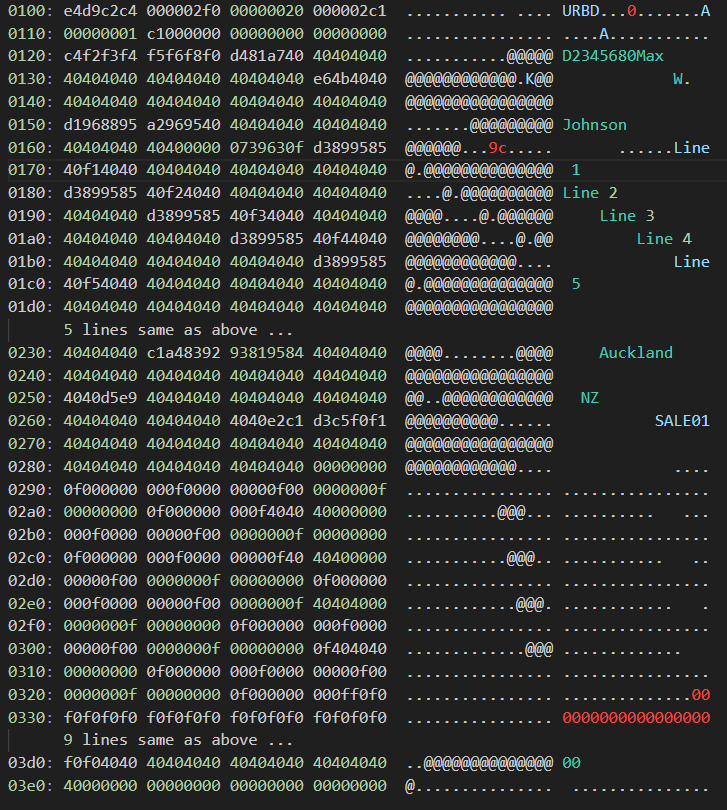 0100: e4d9c2c4 000002f0 00000020 000002c1  ........... ....  URBD...0.......A
0110: 00000001 c1000000 00000000 00000000  ................  ....A...........
0120: c4f2f3f4 f5f6f8f0 d481a740 40404040  ...........@@@@@  D2345680Max
0130: 40404040 40404040 40404040 e64b4040  @@@@@@@@@@@@.K@@              W.
0140: 40404040 40404040 40404040 40404040  @@@@@@@@@@@@@@@@
0150: d1968895 a2969540 40404040 40404040  .......@@@@@@@@@  Johnson
0160: 40404040 40400000 0739630f d3899585  @@@@@@...9c.....        ......Line
0170: 40f14040 40404040 40404040 40404040  @.@@@@@@@@@@@@@@   1
0180: d3899585 40f24040 40404040 40404040  ....@.@@@@@@@@@@  Line 2
0190: 40404040 d3899585 40f34040 40404040  @@@@....@.@@@@@@      Line 3
01a0: 40404040 40404040 d3899585 40f44040  @@@@@@@@....@.@@          Line 4
01b0: 40404040 40404040 40404040 d3899585  @@@@@@@@@@@@....              Line
01c0: 40f54040 40404040 40404040 40404040  @.@@@@@@@@@@@@@@   5
01d0: 40404040 40404040 40404040 40404040  @@@@@@@@@@@@@@@@
5 lines same as above ...
0230: 40404040 c1a48392 93819584 40404040  @@@@........@@@@      Auckland
0240: 40404040 40404040 40404040 40404040  @@@@@@@@@@@@@@@@
0250: 4040d5e9 40404040 40404040 40404040  @@..@@@@@@@@@@@@    NZ
0260: 40404040 40404040 4040e2c1 d3c5f0f1  @@@@@@@@@@......            SALE01
0270: 40404040 40404040 40404040 40404040  @@@@@@@@@@@@@@@@
0280: 40404040 40404040 40404040 00000000  @@@@@@@@@@@@....              ....
0290: 0f000000 000f0000 00000f00 0000000f  ................  ................
02a0: 00000000 0f000000 000f4040 40000000  ..........@@@...  ..........   ...
02b0: 000f0000 00000f00 0000000f 00000000  ................  ................
02c0: 0f000000 000f0000 00000f40 40400000  ...........@@@..  ...........   ..
02d0: 00000f00 0000000f 00000000 0f000000  ................  ................
02e0: 000f0000 00000f00 0000000f 40404000  ............@@@.  ............   .
02f0: 0000000f 00000000 0f000000 000f0000  ................  ................
0300: 00000f00 0000000f 00000000 0f404040  .............@@@  .............
0310: 00000000 0f000000 000f0000 00000f00  ................  ................
0320: 0000000f 00000000 0f000000 000ff0f0  ................  ..............00
0330: f0f0f0f0 f0f0f0f0 f0f0f0f0 f0f0f0f0  ................  0000000000000000
9 lines same as above ...
03d0: f0f04040 40404040 40404040 40404040  ..@@@@@@@@@@@@@@  00
03e0: 40000000 00000000 00000000 00000000  @...............   ...............